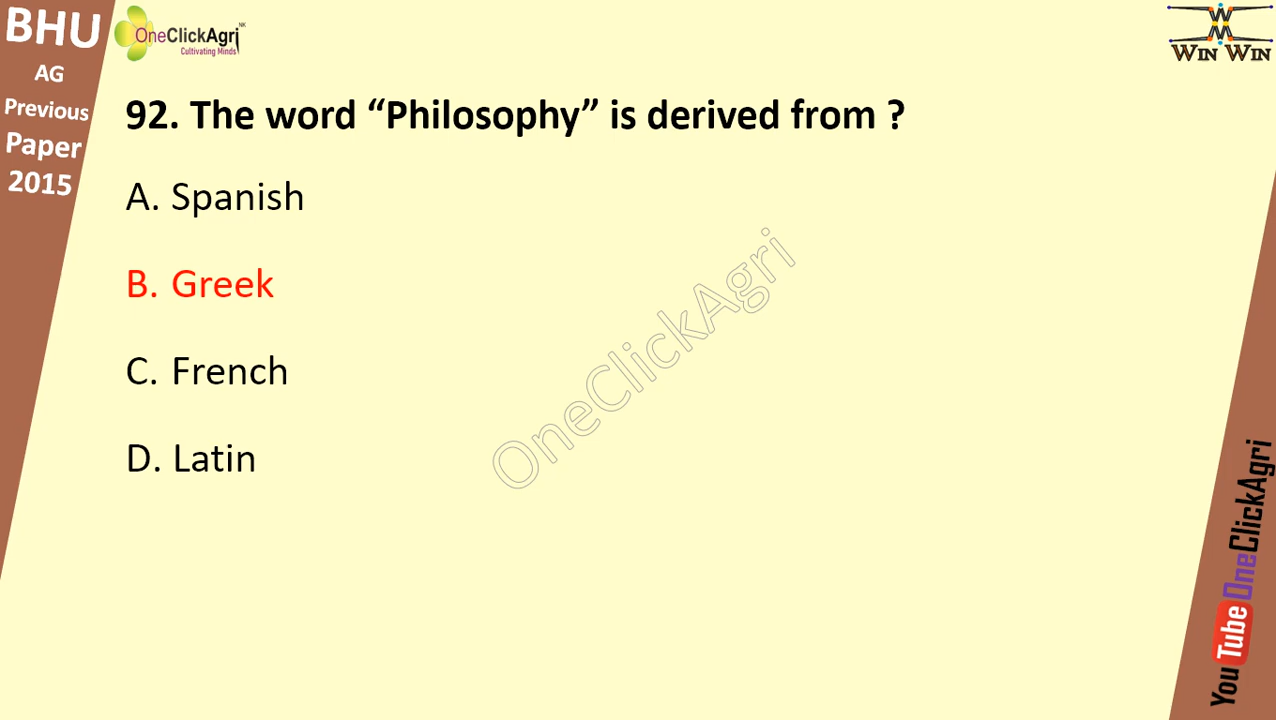 BHU
AG
Previous
Paper
2015
OneClickAgri NK
Cultivating Minds
WIN WIN
92. The word “Philosophy” is derived from ?
A. Spanish
B. Greek
C. French
D. Latin
OneClickAgri
YouTube OneClickAgri